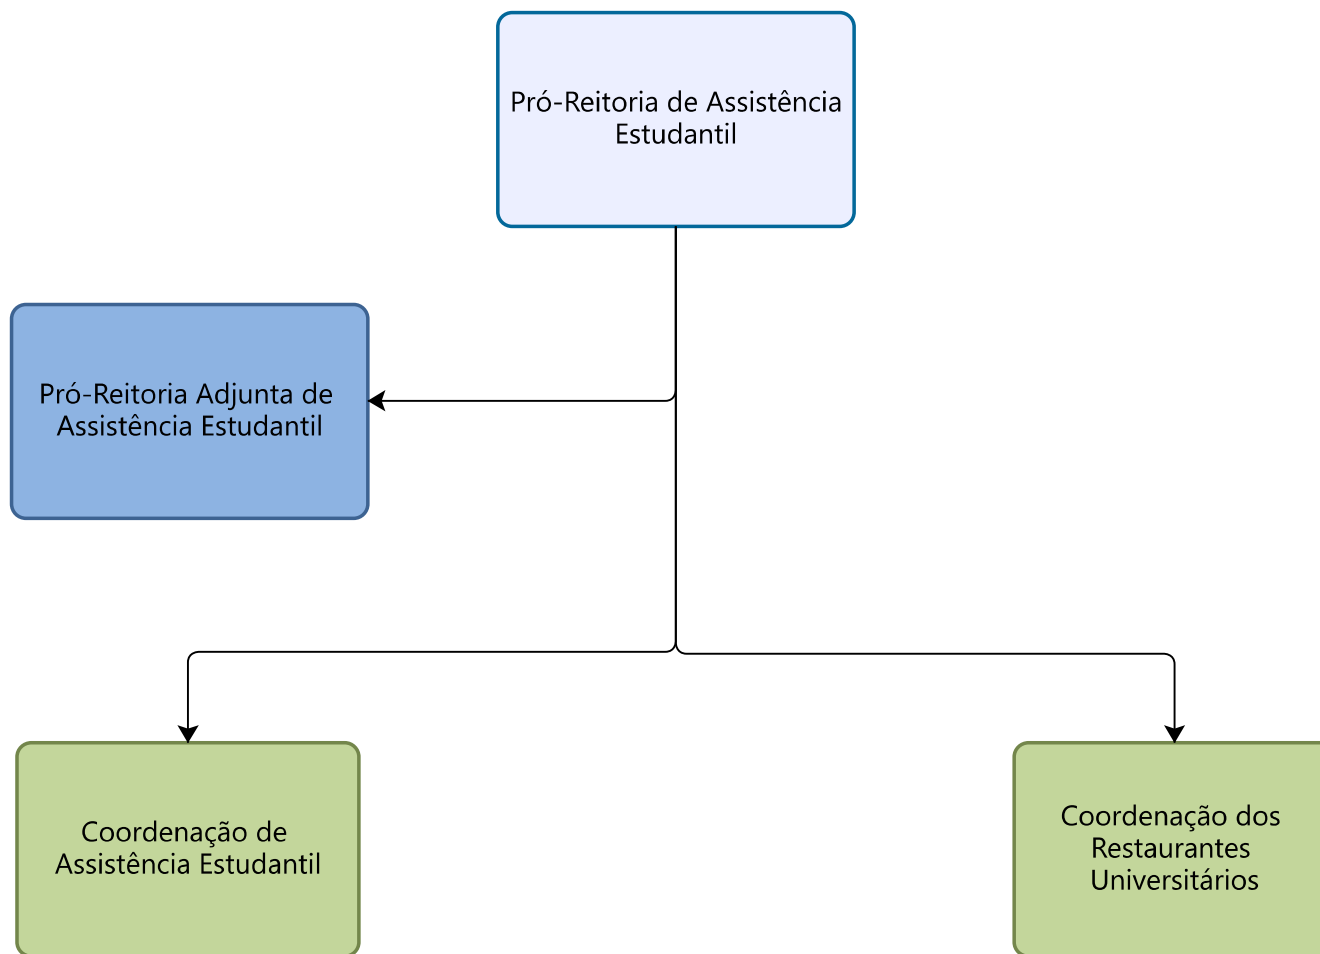 Pró-Reitoria de Assistência
Estudantil
Pró-Reitoria Adjunta de
Assistência Estudantil
Coordenação de
Assistência Estudantil
Coordenação dos
Restaurantes
Universitários